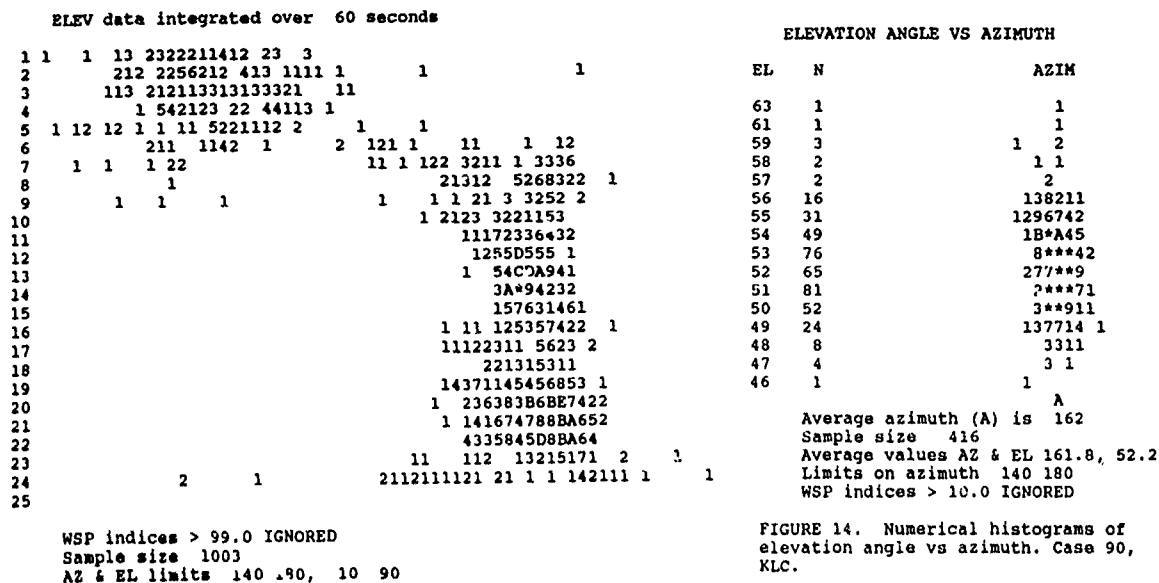 ELEV data integrated over 60 seconds
1 1 1 13 2322211412 23 3
2 212 2256212 413 1111 1 1 1
3 113 212113313133321 11
4 1 542123 22 44113 1
5 1 12 12 1 1 11 5221112 2 1 1
6 211 1142 1 2 121 1 11 1 12
7 1 1 1 22 11 1 122 3211 1 3336
8 1 21312 5268322 1
9 1 1 1 1 1 1 21 3 3252 2
10 1 2123 3221153
11 11172336432
12 1255D555 1
13 1
14 3A*94232
15 157631461
16 1 11 125357422 1
17 11122311 5623 2
18 221315311
19 14371145456853 1
20 1 236383B6BE7422
21 1 141674788BA652
22 4335845D8BA64
23 11 112 13215171 2 1
24 2 1 2112111121 21 1 1 142111 1 1
25
WSP indices > 99.0 IGNORED
Sample size 1003
AZ & EL limits 140 10 90
ELEVATION ANGLE VS AZIMUTH
EL N AZIM
63 1 1
61 1 1
59 3 1 2
58 2 1 1
57 2 2
56 16 138211
55 31 1296742
54 49 1B*A45
53 76 8***42
52 65 277**9
51 81
50 52 3**911
49 24 137714 1
48 8 3311
47 4 3 1
46 1 1
A
Average azimuth (A) is 162
Sample size 416
Average values AZ & EL 161.8, 52.2
Limits on azimuth 140 180
WSP indices > 10.0 IGNORED
FIGURE 14. Numerical histograms of
elevation angle vs azimuth. Case 90,
KLC.